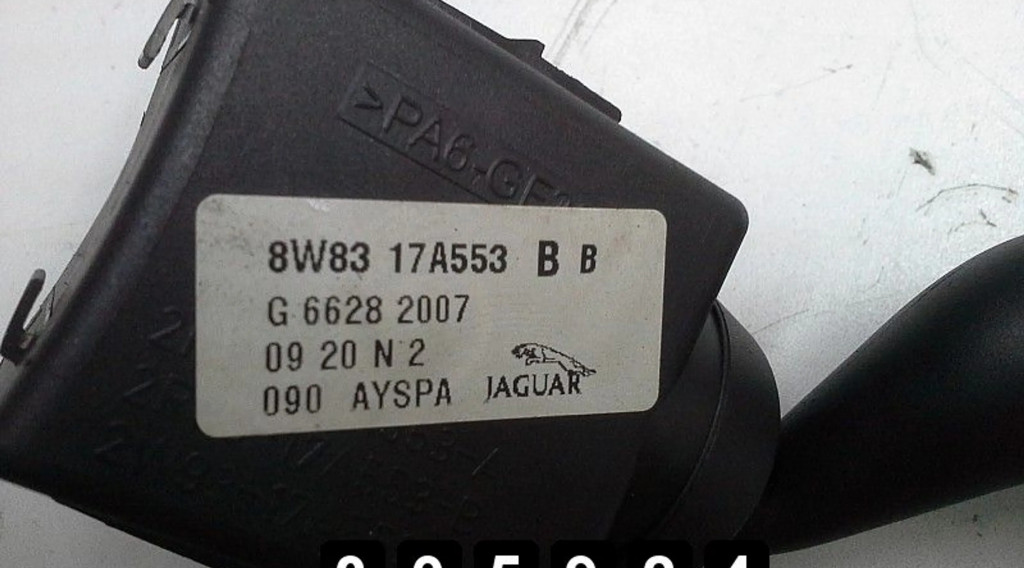 >PA6-GF
8W83 17A553 B B
G 6628 2007
09 20 N 2
090 AYSPA
JAGUAR